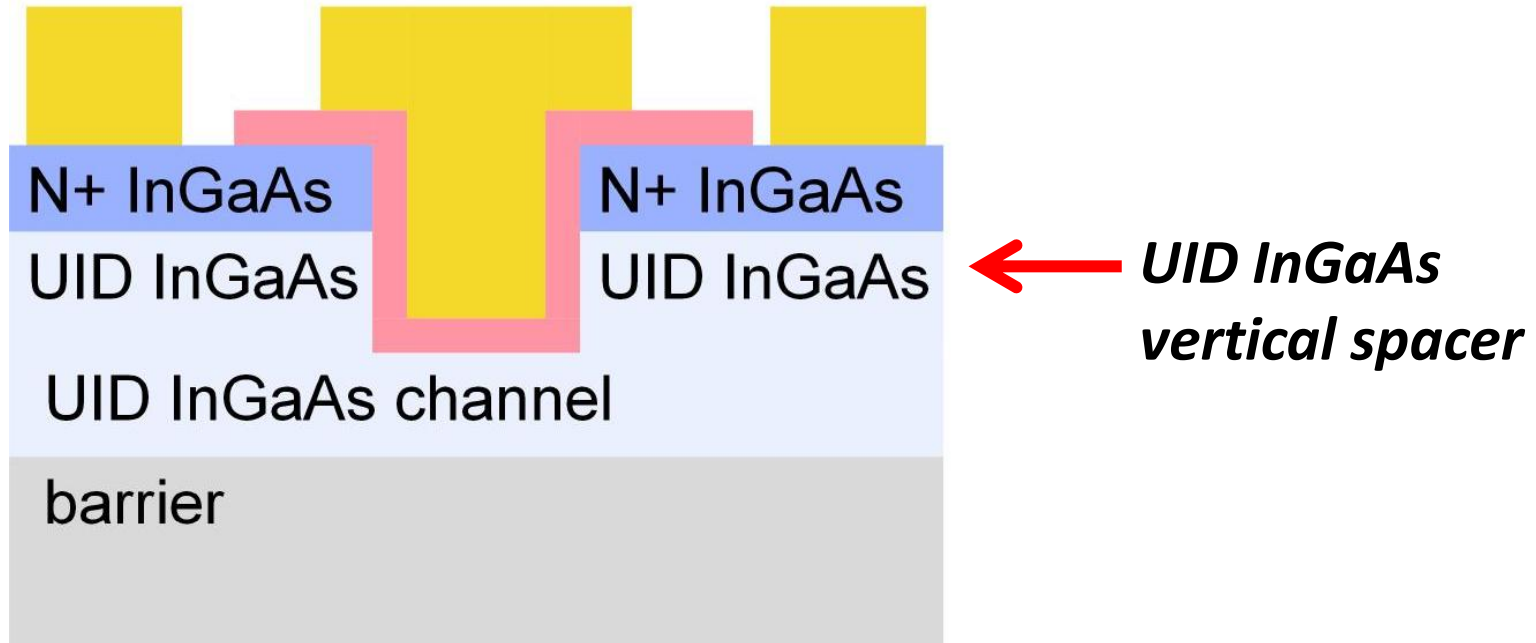 N+ InGaAs
N+ InGaAs
UID InGaAs
UID InGaAs
UID InGaAs
vertical spacer
UID InGaAs channel
barrier